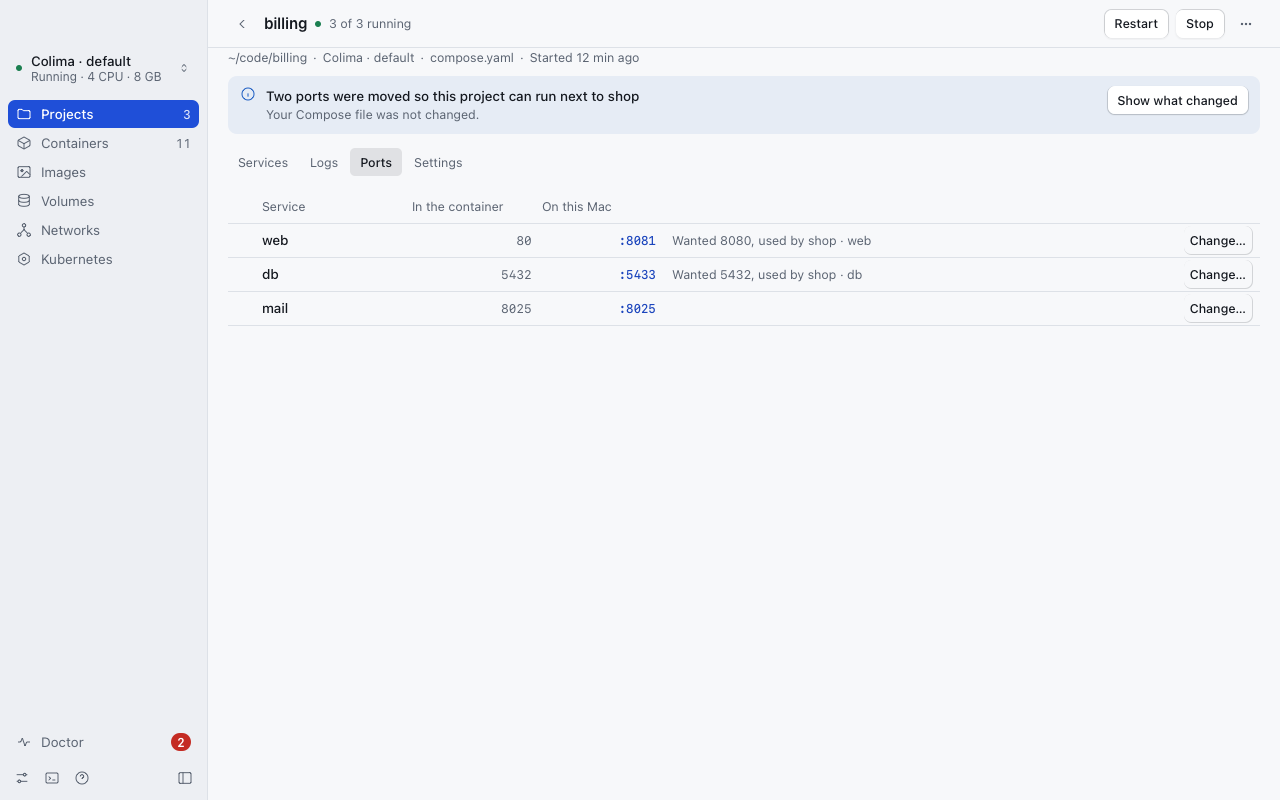 billing
3 of 3 running
Restart
Stop
~/code/billing · Colima · default · compose.yaml · Started 12 min ago
Colima · default
Running · 4 CPU · 8 GB
Projects 3
Containers 11
Images
Volumes
Networks
Kubernetes
Doctor 2
Two ports were moved so this project can run next to shop
Your Compose file was not changed.
Show what changed
Services Logs Ports Settings
Service In the container On this Mac
web 80 :8081 Wanted 8080, used by shop · web Change...
db 5432 :5433 Wanted 5432, used by shop · db Change...
mail 8025 :8025 Change...